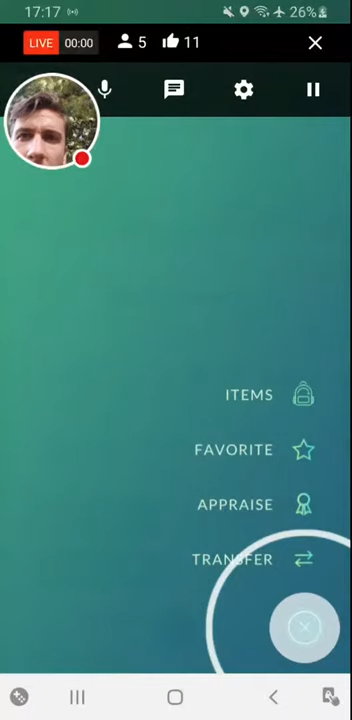 17:17 26%
LIVE 00:00 5 11
ITEMS
FAVORITE
APPRAISE
TRANSFER